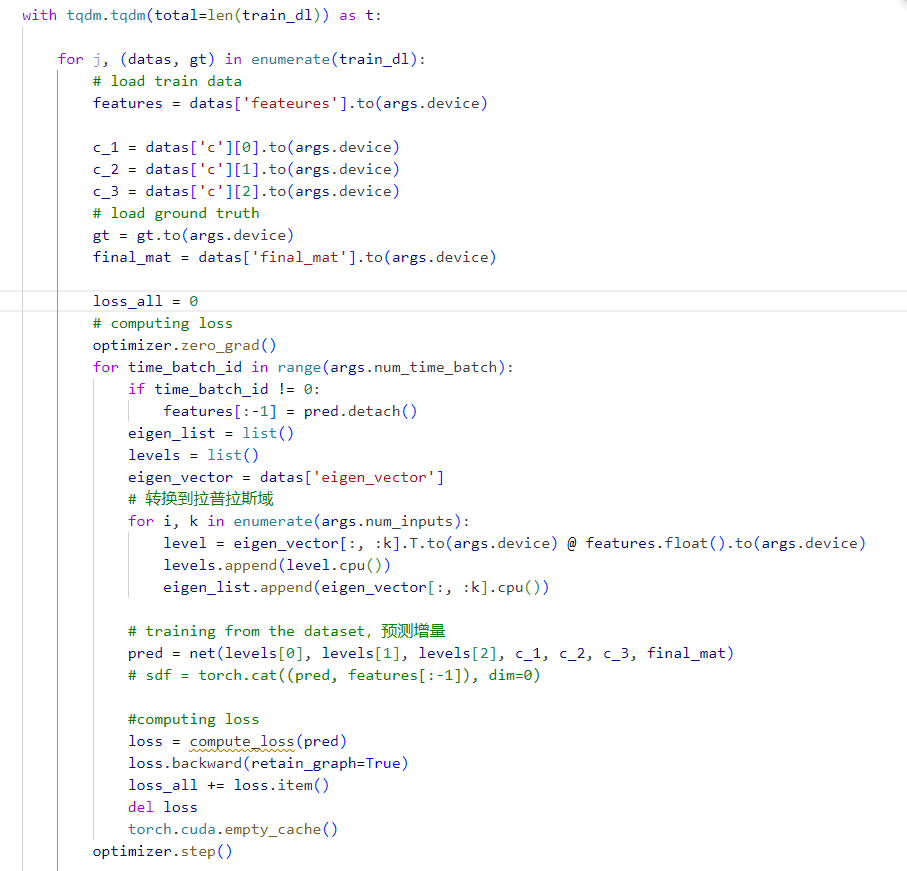 with tqdm.tqdm(total=len(train_dl)) as t:
for j, (datas, gt) in enumerate(train_dl):
# load train data
features = datas['feateures'].to(args.device)
c_1 = datas['c'][0].to(args.device)
c_2 = datas['c'][1].to(args.device)
c_3 = datas['c'][2].to(args.device)
# load ground truth
gt = gt.to(args.device)
final_mat = datas['final_mat'].to(args.device)
loss_all = 0
# computing loss
optimizer.zero_grad()
for time_batch_id in range(args.num_time_batch):
if time_batch_id != 0:
features[:-1] = pred.detach()
eigen_list = list()
levels = list()
eigen_vector = datas['eigen_vector']
# 转换到拉普拉斯域
for i, k in enumerate(args.num_inputs):
level = eigen_vector[:, :k].T.to(args.device) @ features.float().to(args.device)
levels.append(level.cpu())
eigen_list.append(eigen_vector[:, :k].cpu())
# training from the dataset, 预测增量
pred = net(levels[0], levels[1], levels[2], c_1, c_2, c_3, final_mat)
# sdf = torch.cat((pred, features[:-1]), dim=0)
#computing loss
loss = compute_loss(pred)
loss.backward(retain_graph=True)
loss_all += loss.item()
del loss
torch.cuda.empty_cache()
optimizer.step()